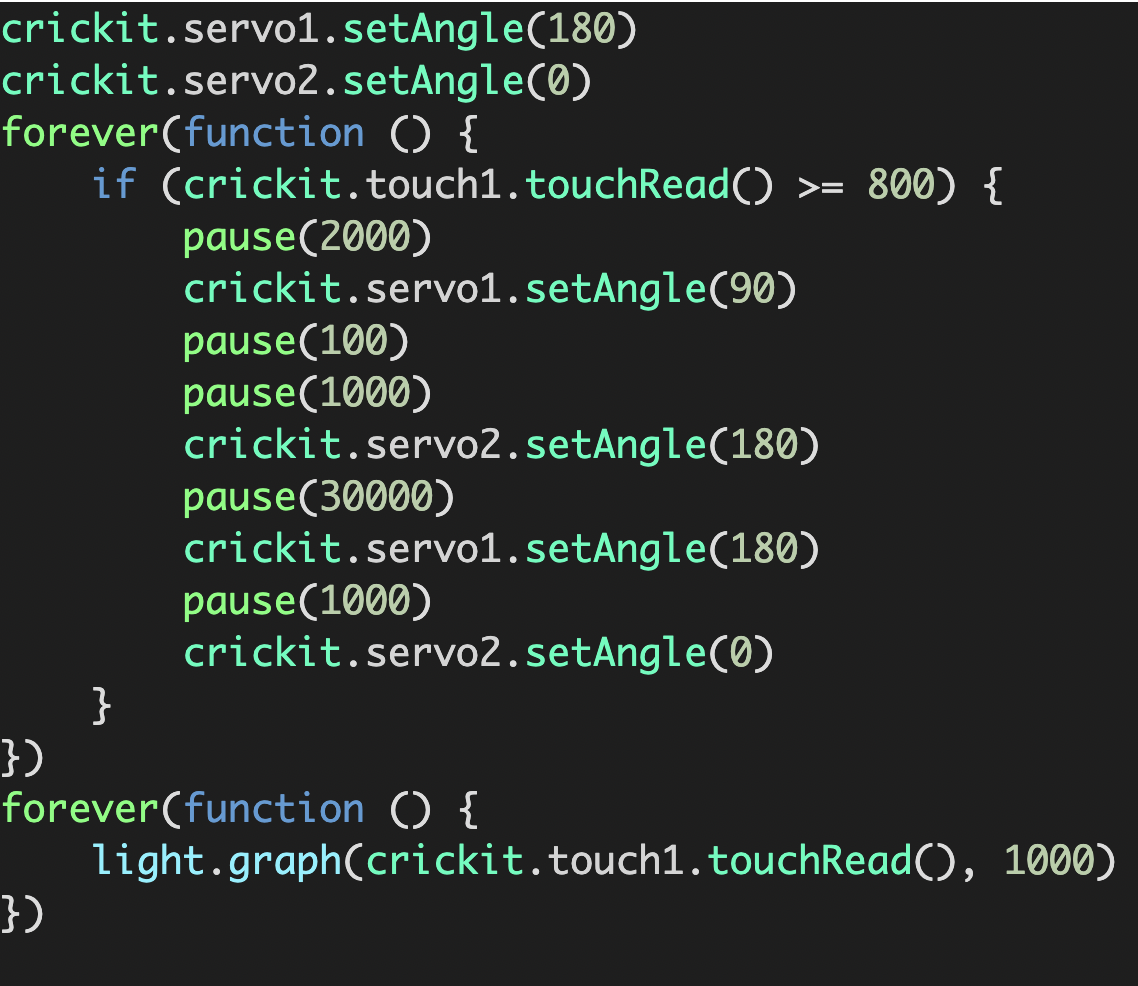 crickit.servo1.setAngle(180)
crickit.servo2.setAngle(0)
forever(function () {
    if (crickit.touch1.touchRead() >= 800) {
        pause(2000)
        crickit.servo1.setAngle(90)
        pause(100)
        pause(1000)
        crickit.servo2.setAngle(180)
        pause(30000)
        crickit.servo1.setAngle(180)
        pause(1000)
        crickit.servo2.setAngle(0)
    }
})
forever(function () {
    light.graph(crickit.touch1.touchRead(), 1000)
})